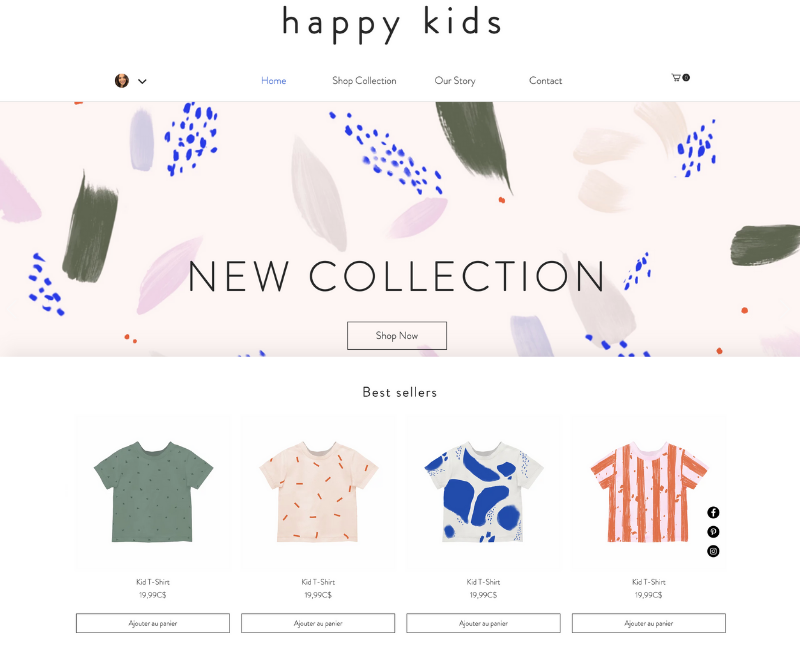 happy kids
Home Shop Collection Our Story Contact 0
NEW COLLECTION
Shop Now
Best sellers
Kid T-Shirt Kid T-Shirt Kid T-Shirt Kid T-Shirt
19,99C$ 19,99C$ 19,99C$ 19,99C$
Ajouter au panier Ajouter au panier Ajouter au panier Ajouter au panier